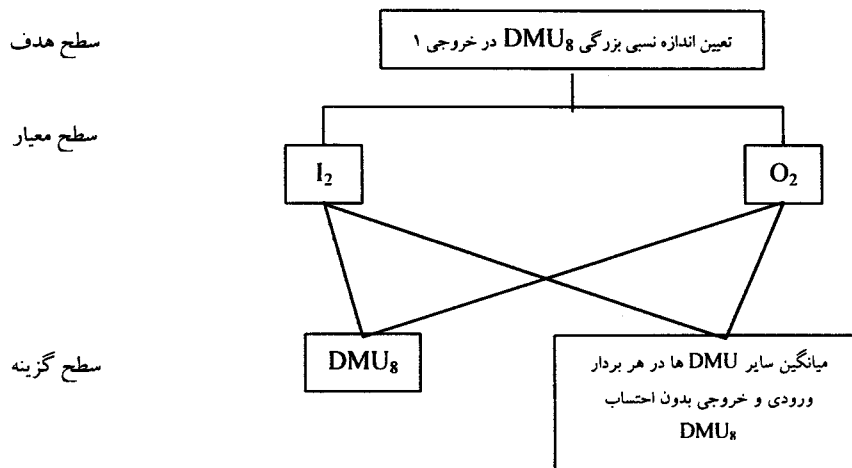 سطح هدف
تعیین اندازه نسبی بزرگی DMU₈ در خروجی ۱
سطح معیار
I₂
O₂
سطح گزینه
DMU₈
میانگین سایر DMU ها در هر بردار
ورودی و خروجی بدون احتساب
DMU₈